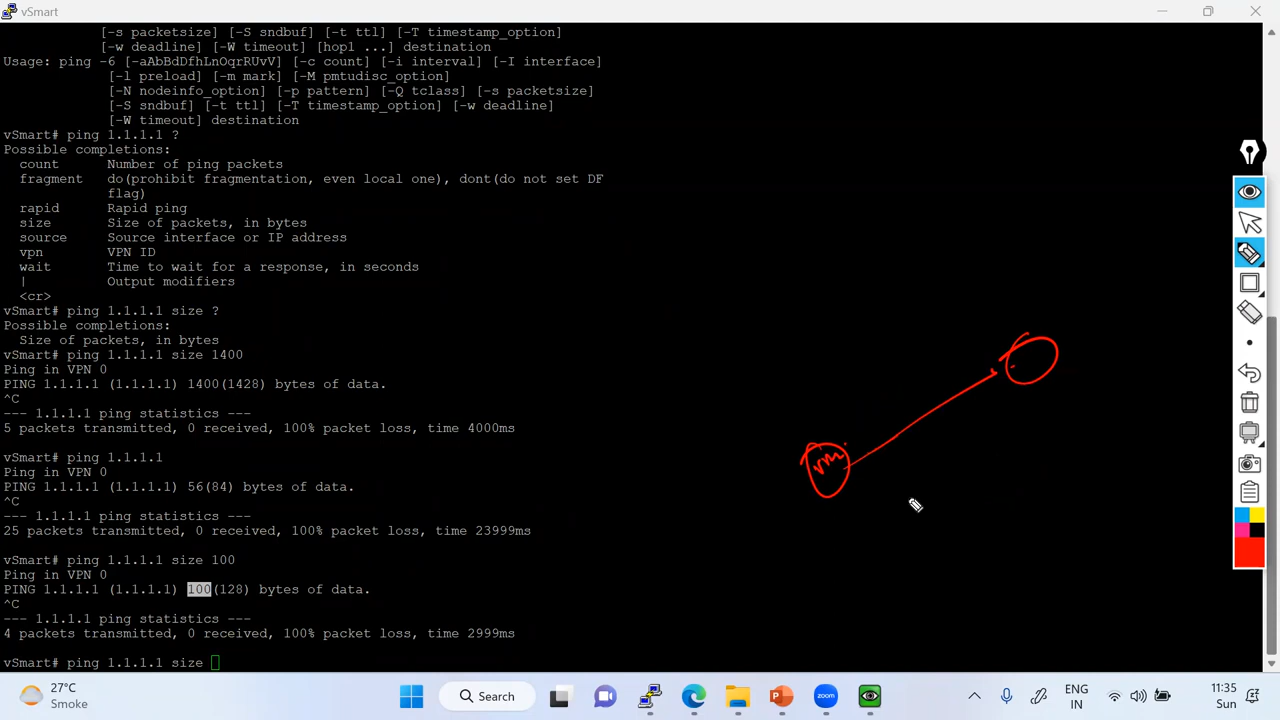 vSmart
[-s packetsize] [-S sndbuf] [-t ttl] [-T timestamp_option]
[-w deadline] [-W timeout] [hop1 ...] destination
Usage: ping -6 [-aAbBdDfhLnOqrRUvV] [-c count] [-i interval] [-I interface]
[-l preload] [-m mark] [-M pmtudisc_option]
[-N nodeinfo_option] [-p pattern] [-Q tclass] [-s packetsize]
[-S sndbuf] [-t ttl] [-T timestamp_option] [-w deadline]
[-W timeout] destination
vSmart# ping 1.1.1.1 ?
Possible completions:
count Number of ping packets
fragment do(prohibit fragmentation, even local one), dont(do not set DF
flag)
rapid Rapid ping
size Size of packets, in bytes
source Source interface or IP address
vpn VPN ID
wait Time to wait for a response, in seconds
| Output modifiers
<cr>
vSmart# ping 1.1.1.1 size ?
Possible completions:
Size of packets, in bytes
vSmart# ping 1.1.1.1 size 1400
Ping in VPN 0
PING 1.1.1.1 (1.1.1.1) 1400(1428) bytes of data.
^C
--- 1.1.1.1 ping statistics ---
5 packets transmitted, 0 received, 100% packet loss, time 4000ms
vSmart# ping 1.1.1.1
Ping in VPN 0
PING 1.1.1.1 (1.1.1.1) 56(84) bytes of data.
^C
--- 1.1.1.1 ping statistics ---
25 packets transmitted, 0 received, 100% packet loss, time 23999ms
vSmart# ping 1.1.1.1 size 100
Ping in VPN 0
PING 1.1.1.1 (1.1.1.1) 100(128) bytes of data.
^C
--- 1.1.1.1 ping statistics ---
4 packets transmitted, 0 received, 100% packet loss, time 2999ms
vSmart# ping 1.1.1.1 size
27°C
Smoke
Search
zoom
ENG
IN
11:35
Sun